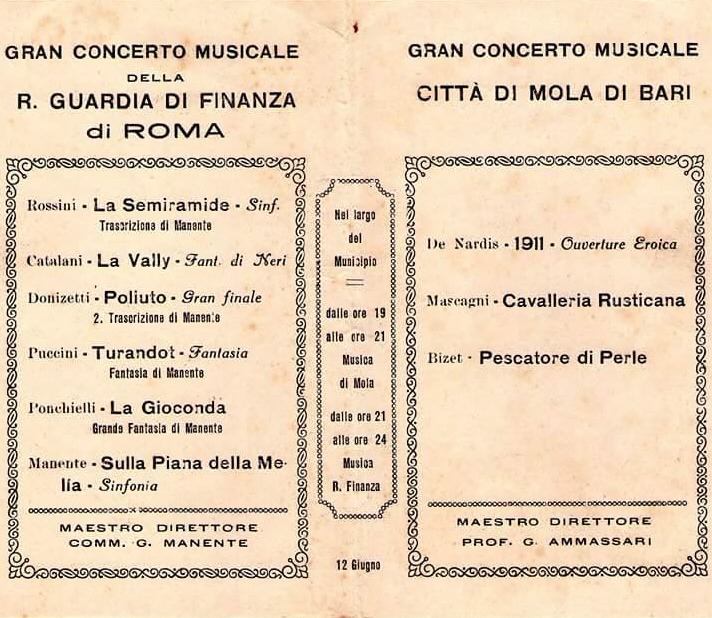 GRAN CONCERTO MUSICALE
DELLA
R. GUARDIA DI FINANZA
di ROMA
Rossini - La Semiramide - Sinf.
Trascrizione di Manente
Catalani - La Vally - Fant. di Neri
Donizetti - Poliuto - Gran finale
2. Trascrizione di Manente
Puccini - Turandot - Fantasia
Fantasia di Manente
Ponchielli - La Gioconda
Grande Fantasia di Manente
Manente - Sulla Piana della Me-
lia - Sinfonia
MAESTRO DIRETTORE
COMM. G. MANENTE
Nel largo
del
Municipio
dalle ore 19
alle ore 21
Musica
di Mola
dalle ore 21
alle ore 24
Musica
R. Finanza
12 Giugno
GRAN CONCERTO MUSICALE
CITTÀ DI MOLA DI BARI
De Nardis - 1911 - Ouverture Eroica
Mascagni - Cavalleria Rusticana
Bizet - Pescatore di Perle
MAESTRO DIRETTORE
PROF. G. AMMASSARI